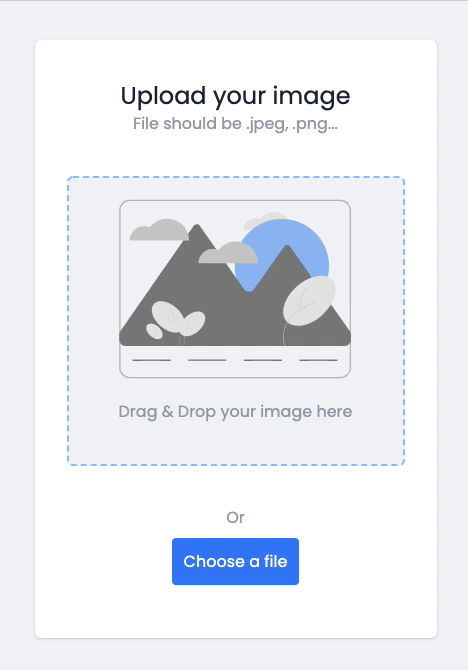 Upload your image
File should be .jpeg, .png...
Drag & Drop your image here
Or
Choose a file